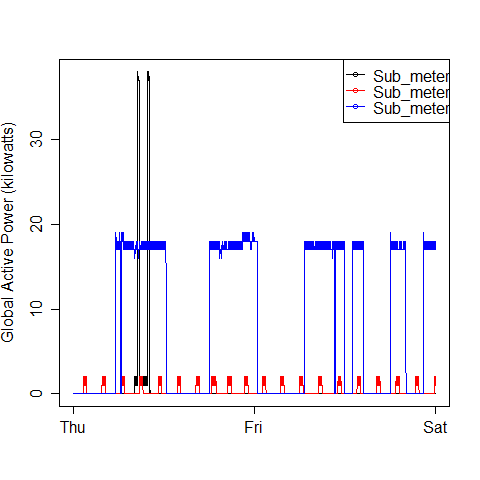 Sub_meter
Sub_meter
Sub_meter
Global Active Power (kilowatts)
30
20
10
0
Thu Fri Sat